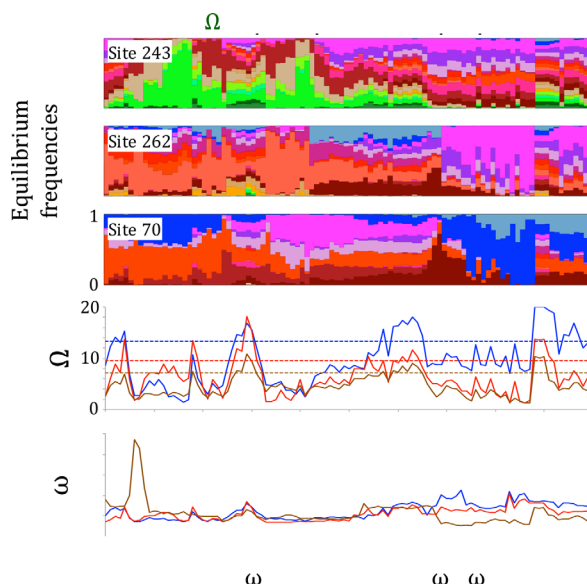 Ω
Site 243
Site 262
Site 70
Equilibrium
frequencies
1
0
20
Ω
10
0
ω
ω ω ω